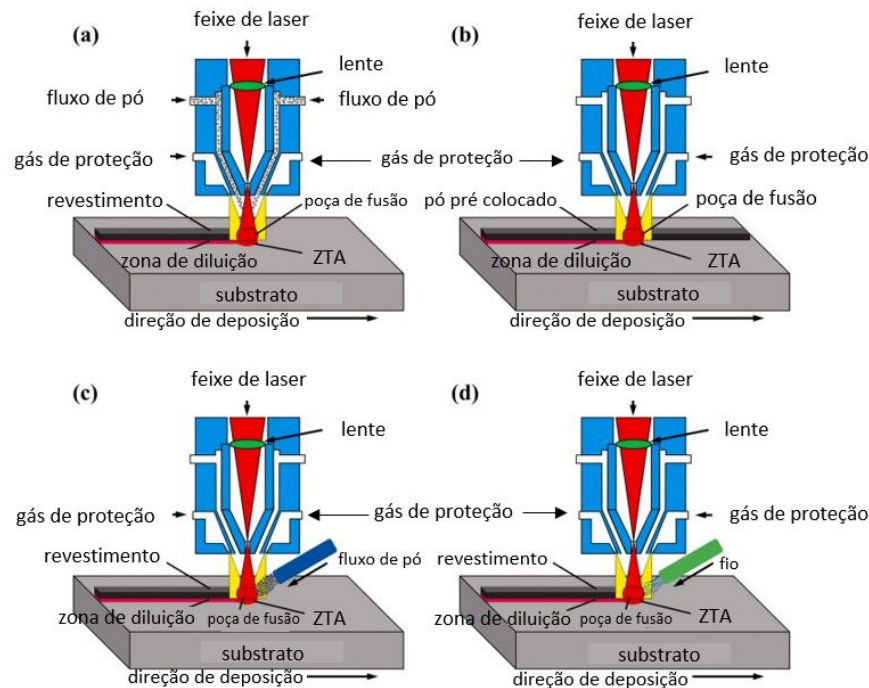 (a)
feixe de laser
lente
fluxo de pó
fluxo de pó
gás de proteção
revestimento
poça de fusão
zona de diluição
ZTA
substrato
direção de deposição
(b)
feixe de laser
lente
gás de proteção
gás de proteção
pó pré colocado
poça de fusão
zona de diluição
ZTA
substrato
direção de deposição
(c)
feixe de laser
lente
gás de proteção
revestimento
fluxo de pó
zona de diluição
poça de fusão
ZTA
substrato
direção de deposição
(d)
feixe de laser
lente
gás de proteção
gás de proteção
revestimento
fio
zona de diluição
poça de fusão
ZTA
substrato
direção de deposição